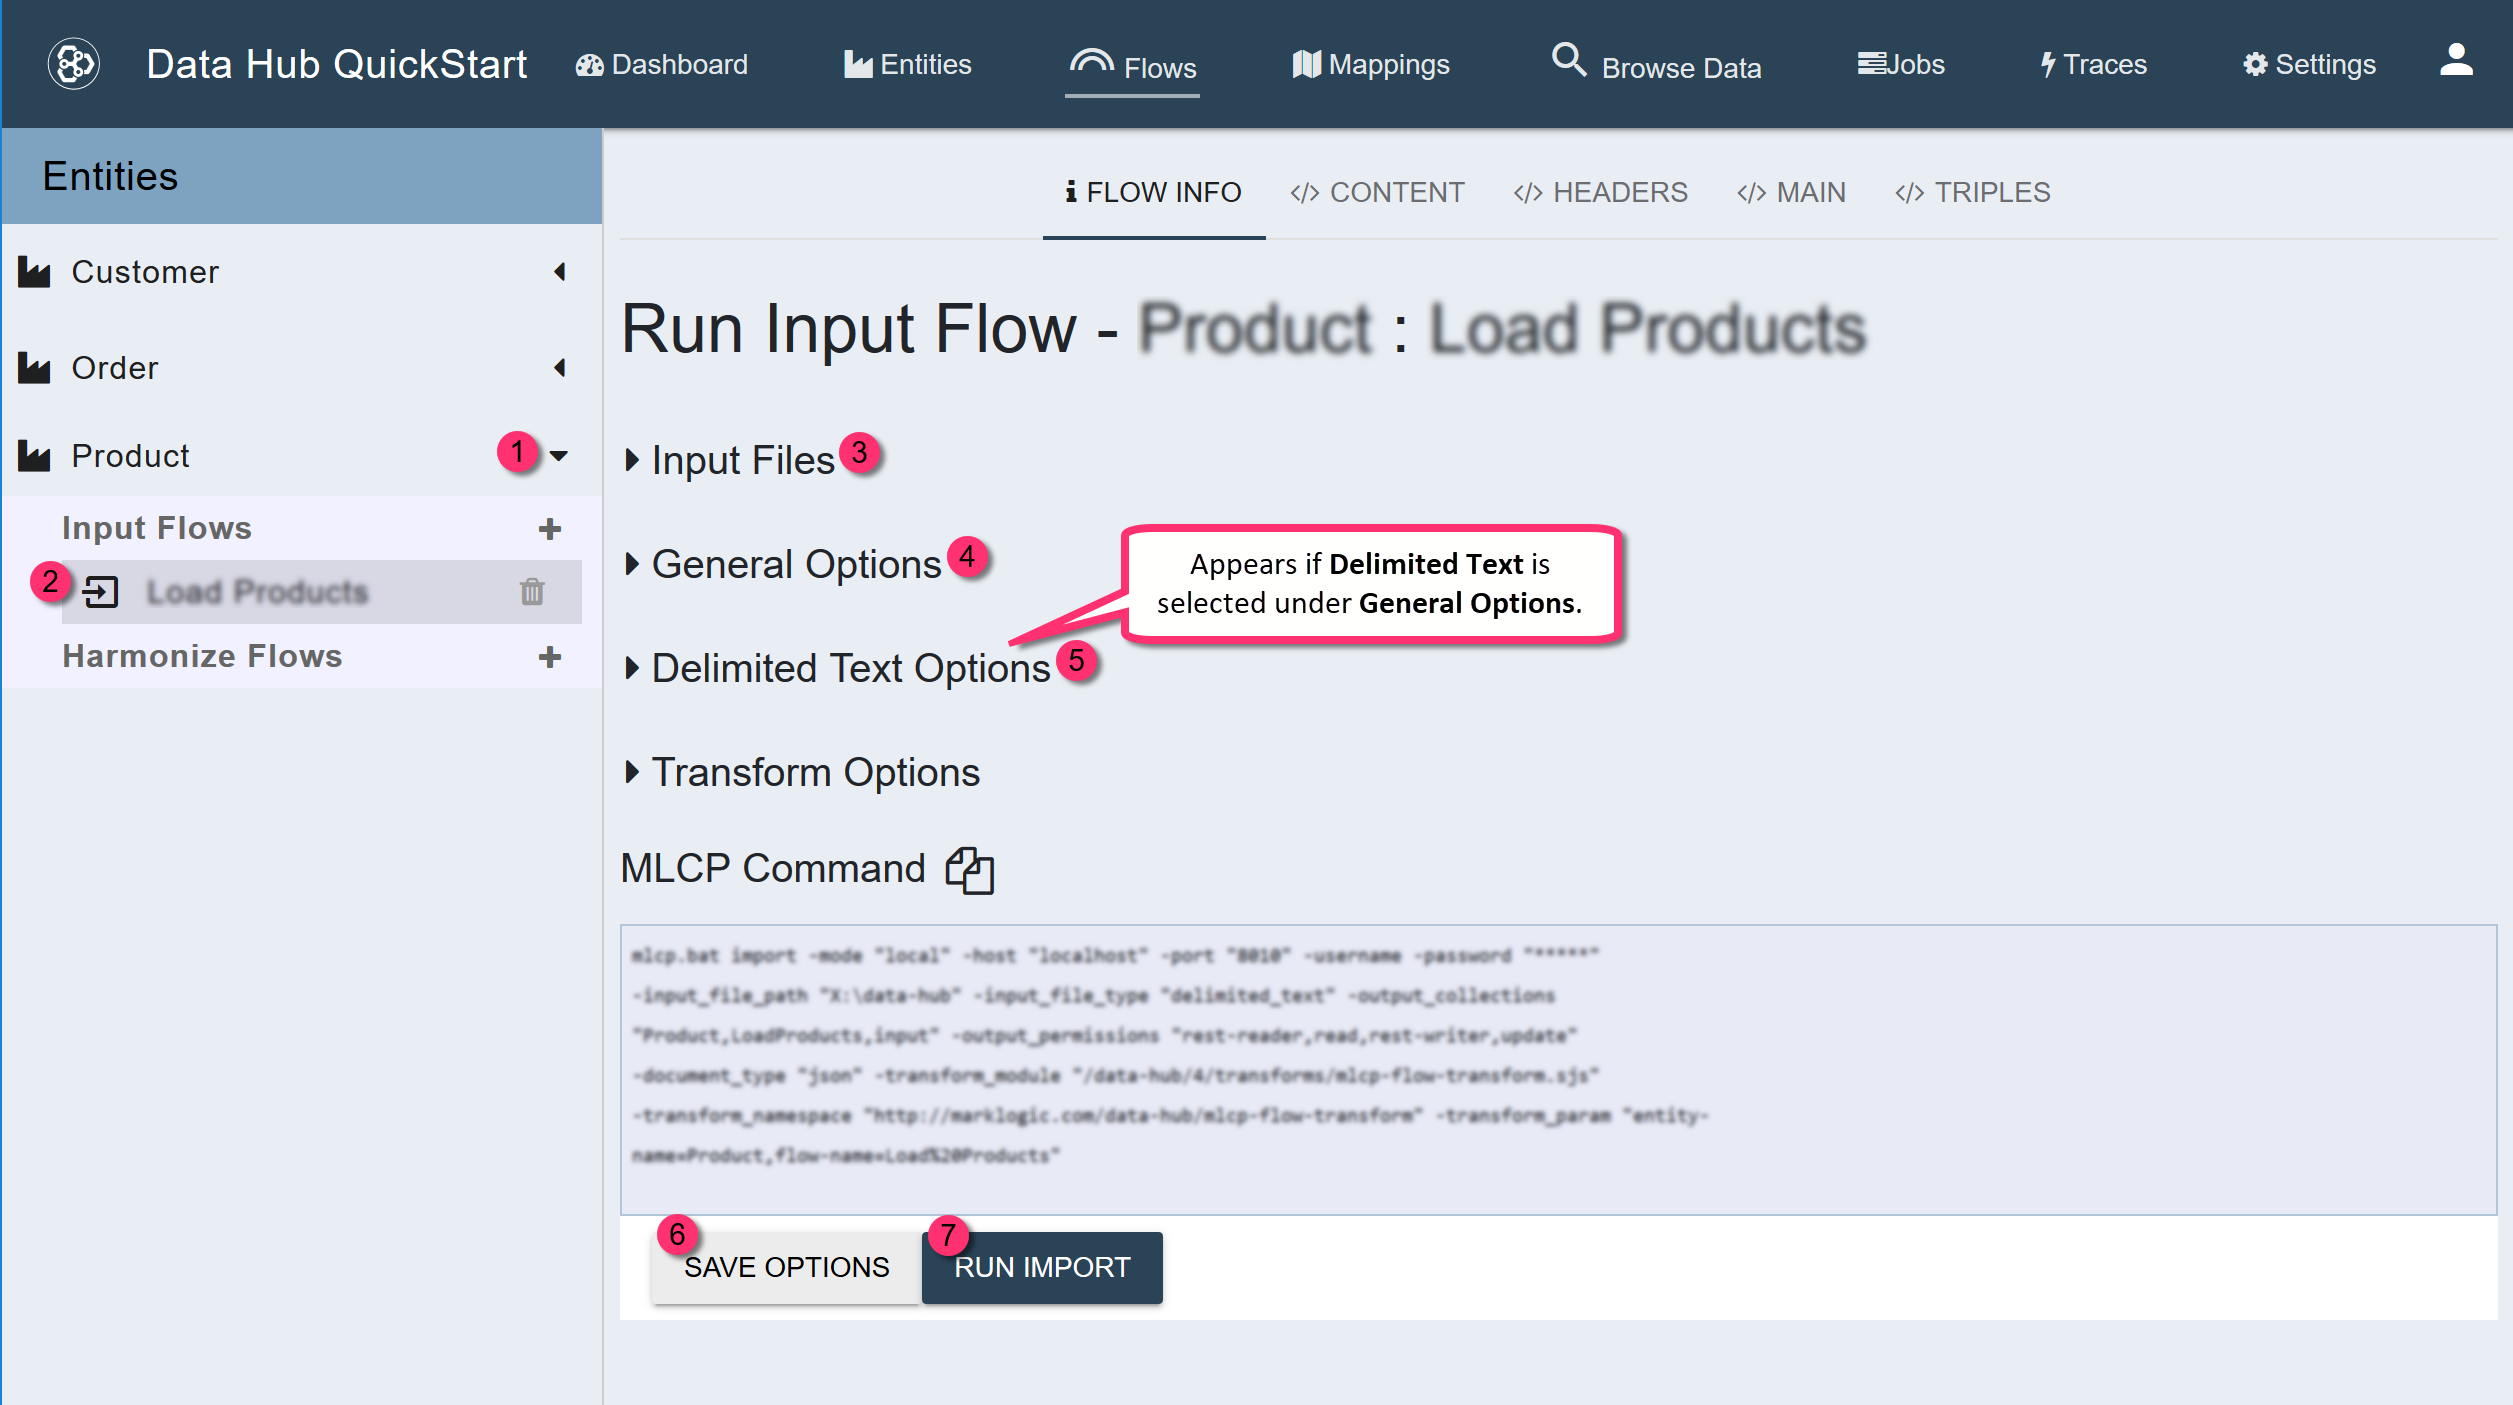 Data Hub QuickStart
Dashboard
Entities
Flows
Mappings
Browse Data
Jobs
Traces
Settings
Entities
Customer
Order
Product
1
Input Flows
2
Load Products
Harmonize Flows
FLOW INFO
</> CONTENT
</> HEADERS
</> MAIN
</> TRIPLES
Run Input Flow - Product : Load Products
Input Files
3
General Options
4
Appears if Delimited Text is
selected under General Options.
Delimited Text Options
5
Transform Options
MLCP Command
mlcp.bat import -mode "local" -host "localhost" -port "8010" -username -password "*****"
-input_file_path "X:\data-hub" -input_file_type "delimited_text" -output_collections
"Product,LoadProducts,input" -output_permissions "rest-reader,read,rest-writer,update"
-document_type "json" -transform_module "/data-hub/4/transforms/mlcp-flow-transform.sjs"
-transform_namespace "http://marklogic.com/data-hub/mlcp-flow-transform" -transform_param "entity-
name=Product,flow-name=Load%20Products"
6
SAVE OPTIONS
7
RUN IMPORT